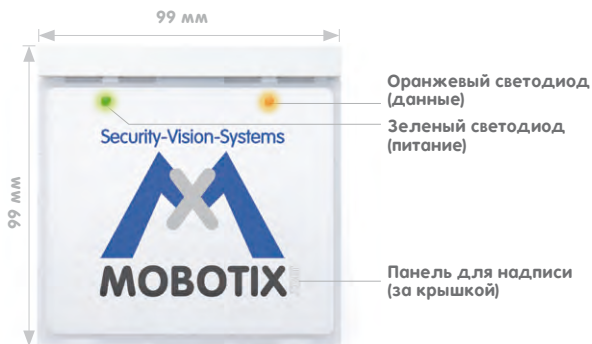 99 мм
99 мм
Оранжевый светодиод
(данные)
Зеленый светодиод
(питание)
Security-Vision-Systems
MOBOTIX
Панель для надписи
(за крышкой)